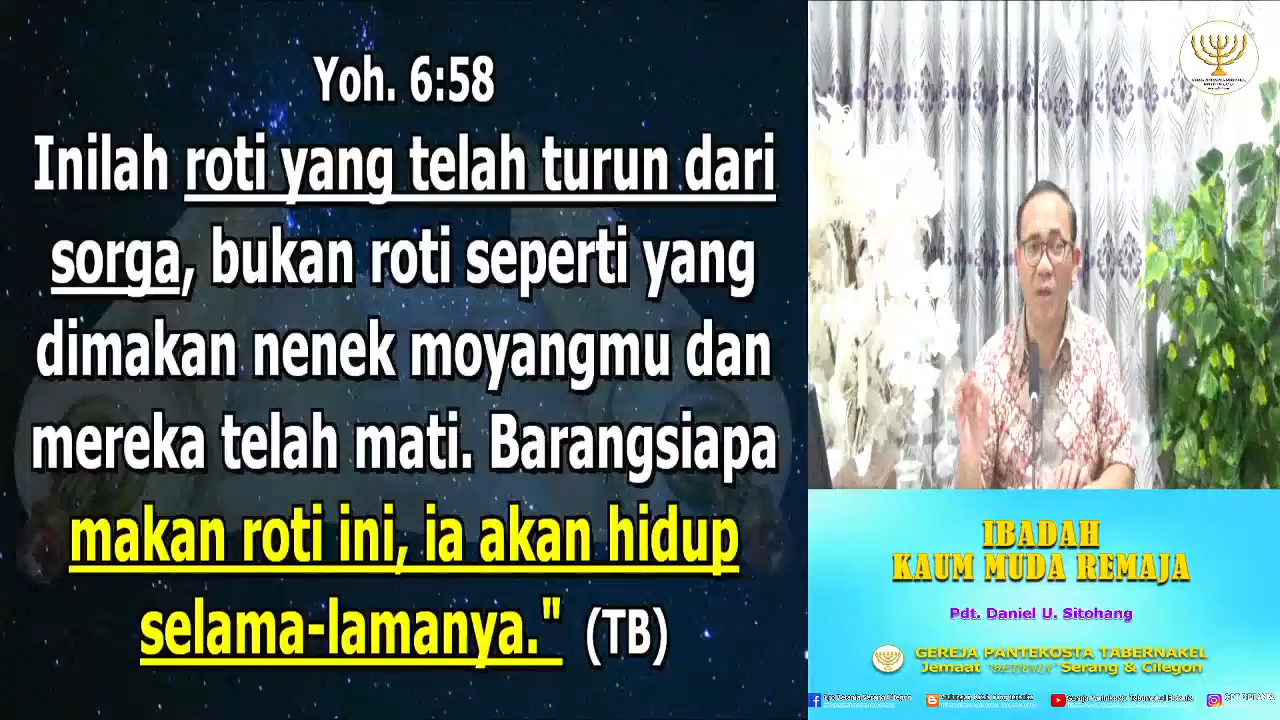 Yoh. 6:58
Inilah roti yang telah turun dari
sorga, bukan roti seperti yang
dimakan nenek moyangmu dan
mereka telah mati. Barangsiapa
makan roti ini, ia akan hidup
selama-lamanya." (TB)
IBADAH
KAUM MUDA REMAJA
Pdt. Daniel U. Sitohang
GEREJA PANTEKOSTA TABERNAKEL
Jemaat "BETANIA" Serang & Cilegon